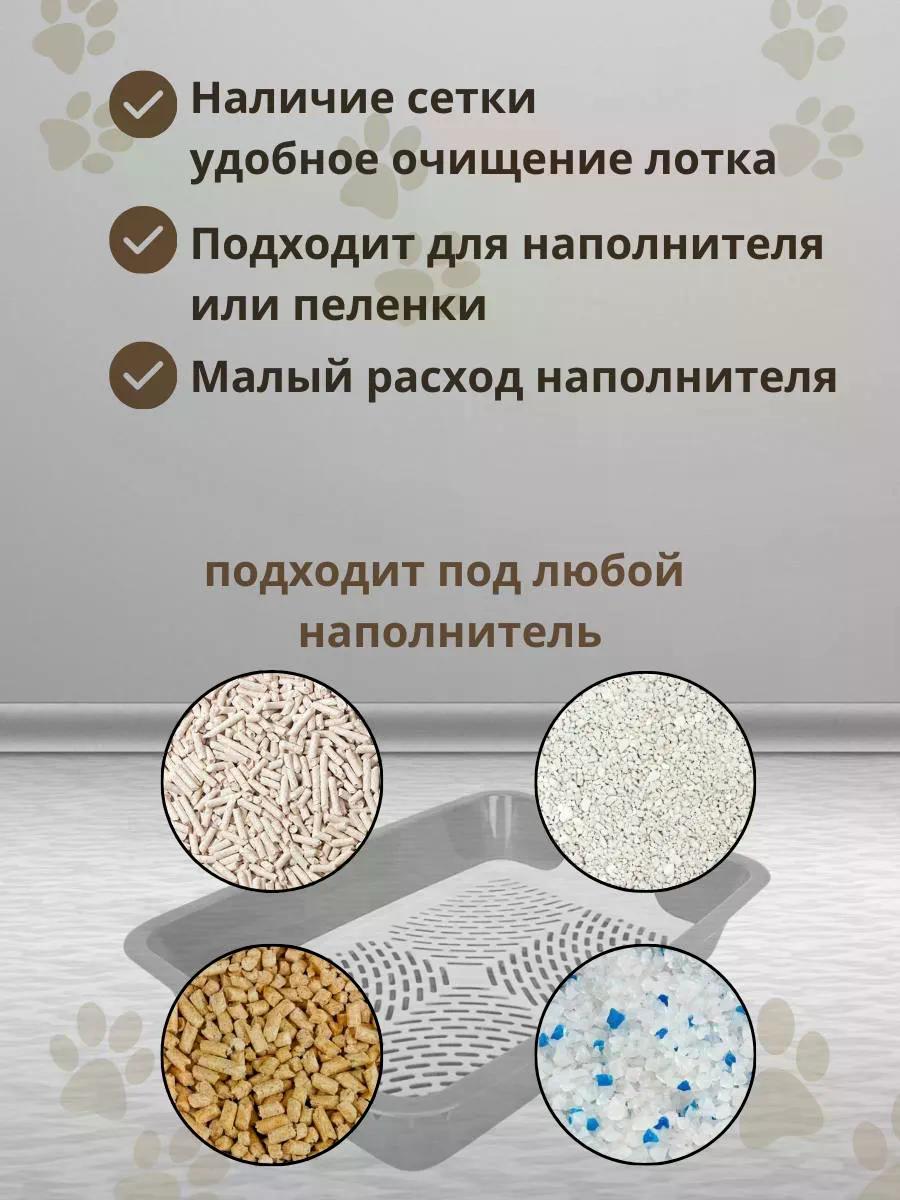 Наличие сетки
удобное очищение лотка
Подходит для наполнителя
или пеленки
Малый расход наполнителя
подходит под любой
наполнитель